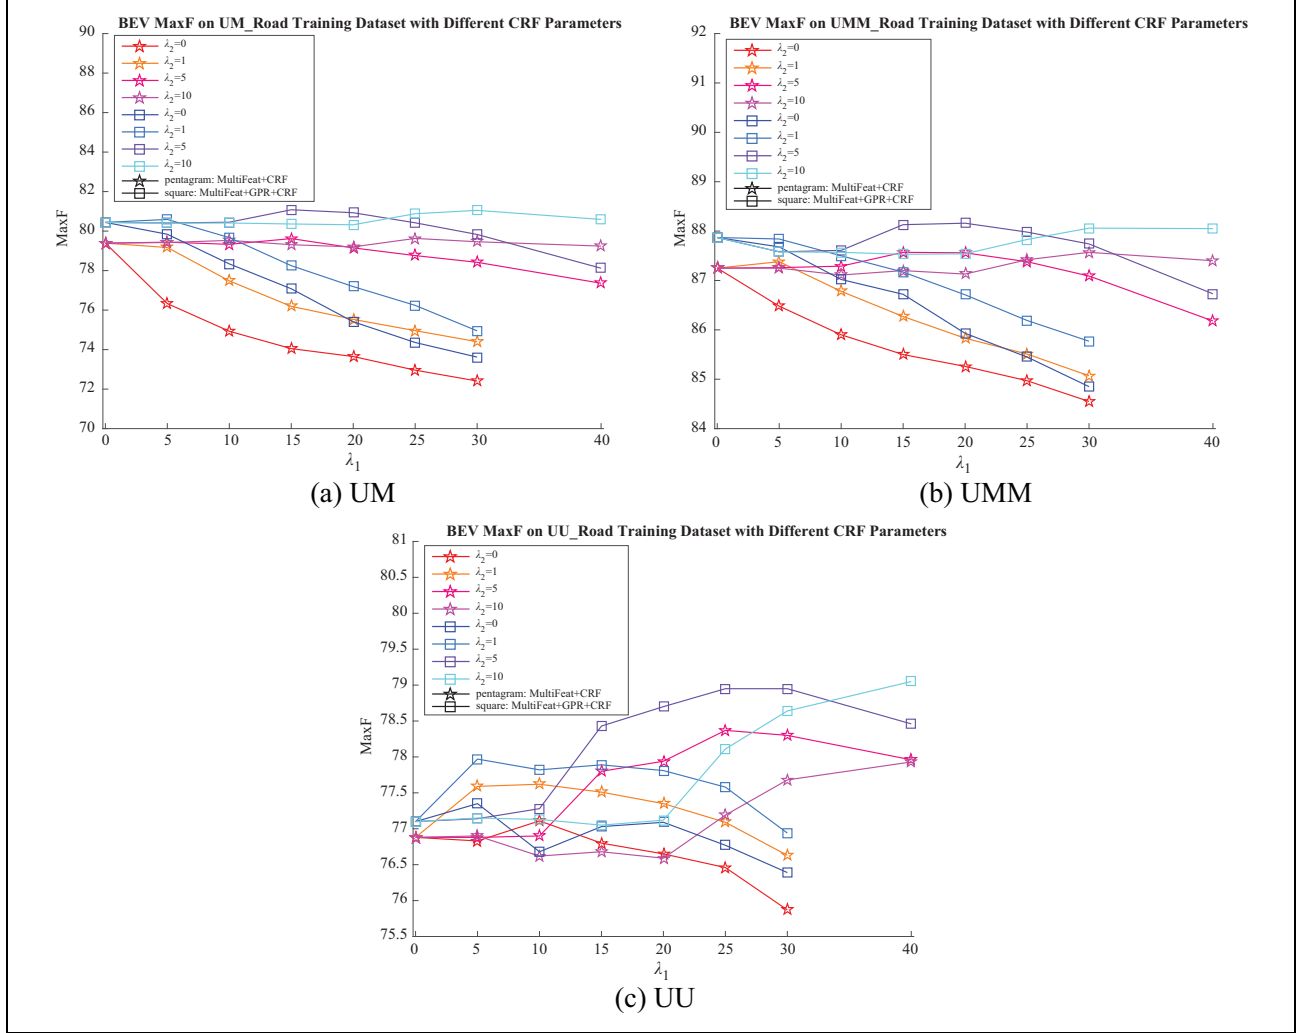 BEV MaxF on UM_Road Training Dataset with Different CRF Parameters
90
88
86
84
82
80
78
76
74
72
70
MaxF
λ2=0
λ2=1
λ2=5
λ2=10
λ2=0
λ2=1
λ2=5
λ2=10
pentagram: MultiFeat+CRF
square: MultiFeat+GPR+CRF
0 5 10 15 20 25 30 40
λ1
(a) UM
BEV MaxF on UMM_Road Training Dataset with Different CRF Parameters
92
91
90
89
88
87
86
85
84
MaxF
λ2=0
λ2=1
λ2=5
λ2=10
λ2=0
λ2=1
λ2=5
λ2=10
pentagram: MultiFeat+CRF
square: MultiFeat+GPR+CRF
0 5 10 15 20 25 30 40
λ1
(b) UMM
BEV MaxF on UU_Road Training Dataset with Different CRF Parameters
81
80.5
80
79.5
79
78.5
78
77.5
77
76.5
76
75.5
MaxF
λ2=0
λ2=1
λ2=5
λ2=10
λ2=0
λ2=1
λ2=5
λ2=10
pentagram: MultiFeat+CRF
square: MultiFeat+GPR+CRF
0 5 10 15 20 25 30 40
λ1
(c) UU